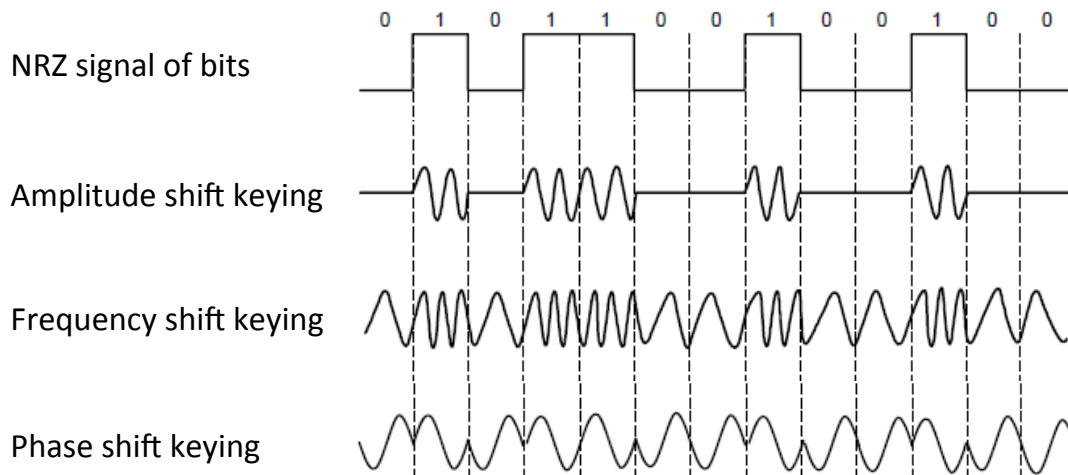 0 1 0 1 1 0 0 1 0 0 1 0 0
NRZ signal of bits
Amplitude shift keying
Frequency shift keying
Phase shift keying